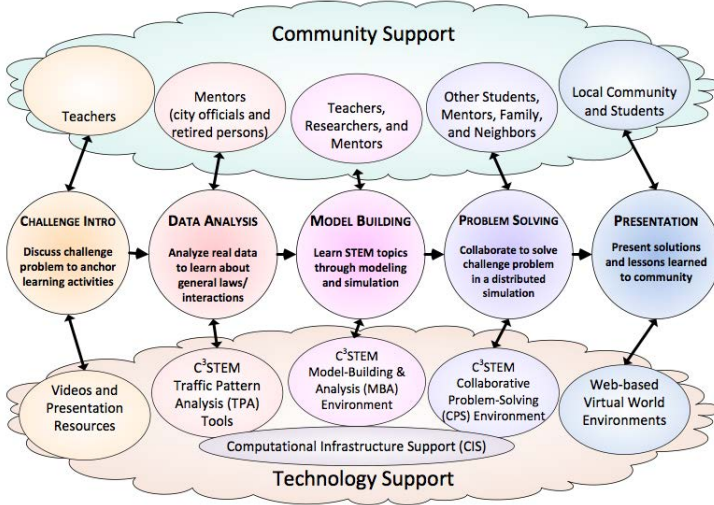 Community Support
Teachers
Mentors
(city officials and
retired persons)
Teachers,
Researchers, and
Mentors
Other Students,
Mentors, Family,
and Neighbors
Local Community
and Students
CHALLENGE INTRO
Discuss challenge
problem to anchor
learning activities
DATA ANALYSIS
Analyze real data
to learn about
general laws/
interactions
MODEL BUILDING
Learn STEM topics
through modeling
and simulation
PROBLEM SOLVING
Collaborate to solve
challenge problem
in a distributed
simulation
PRESENTATION
Present solutions
and lessons learned
to community
Videos and
Presentation
Resources
C³STEM
Traffic Pattern
Analysis (TPA)
Tools
C³STEM
Model-Building &
Analysis (MBA)
Environment
C³STEM
Collaborative
Problem-Solving
(CPS) Environment
Web-based
Virtual World
Environments
Computational Infrastructure Support (CIS)
Technology Support